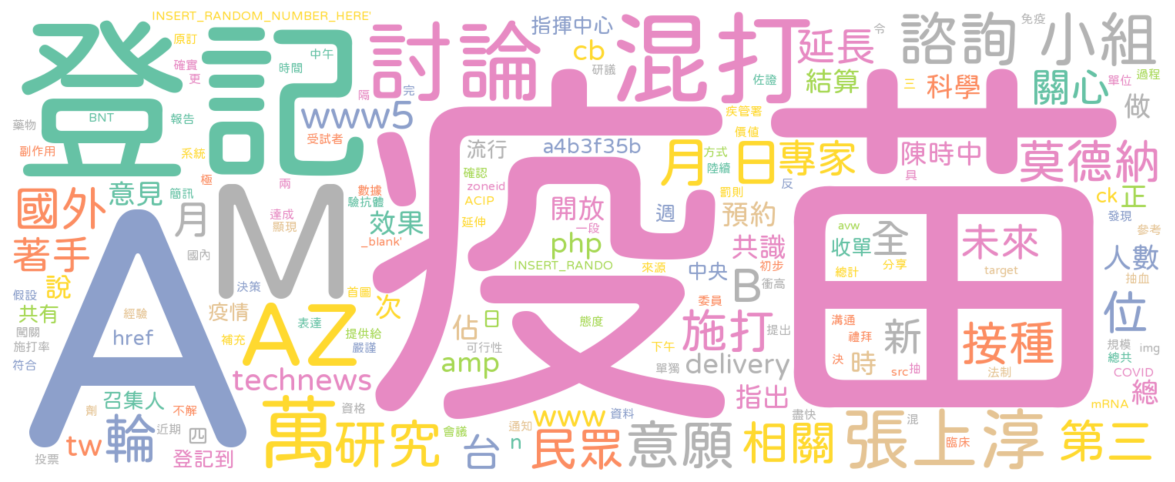 INSERT_RANDOM_NUMBER_HERE'
指揮中心
免疫
登記
討論
混打
延長
令
諮詢
小組
原訂
中午
cb
研議
確實
時間
更
佐證
結算
三
科學
關心
單位
過程
隔
完
做
藥物
BNT
報告
www5
疾管署
副作用
系統
受試者
流行
a4b3f35b
價值
月
日
方式
陸續
專家
陳時中
具
莫德納
極
兩
確認
zoneid
ACIP
罰則
反
國外
意見
簡訊
月
數據
驗抗體
達成
顯現
效果
延伸
開放
一段
週
預約
ck
正
發現
參考
AM
疫苗
著手
國內
_blank'
php
共識
avw
收單
全
未來
人數
說
決策
INSERT_RANDO
來源
中央
初步
總計
分享
target
抽血
假設
首圖
次
委員
B
衝高
共有
疫情
經驗
AZ
表達
提供給
嚴謹
佔
日
態度
施打
提出
溝通
禮拜
新
接種
位
闖關
施打率
href
補充
可行性
下午
規模
總共
img
符合
amp
單獨
delivery
決
時
src
抽
法制
COVID
technews
指出
總
召集人
劑
不解
萬
資格
www
資料
盡快
混
mRNA
tw
輪
近期
四
研究
會議
台
通知
n
民眾
意願
相關
張上淳
臨床
第三
投票
登記到